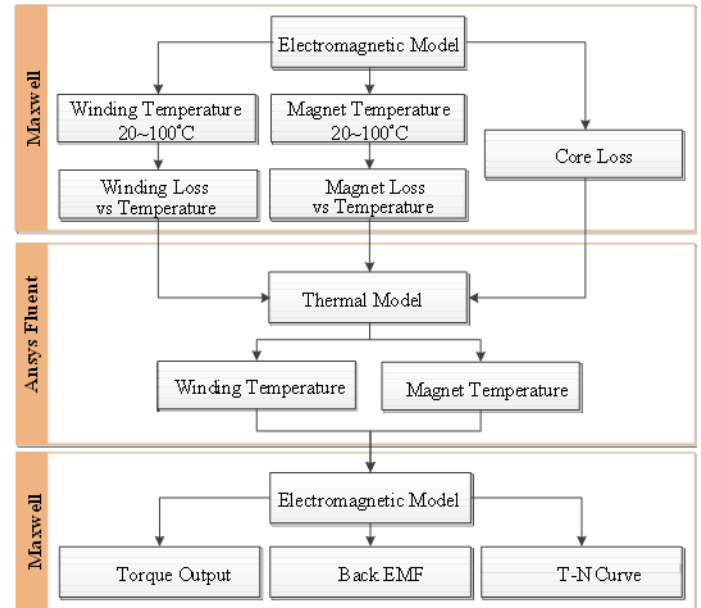 Maxwell
Electromagnetic Model
Winding Temperature
20~100°C
Magnet Temperature
20~100°C
Core Loss
Winding Loss
vs Temperature
Magnet Loss
vs Temperature
Ansys Fluent
Thermal Model
Winding Temperature
Magnet Temperature
Maxwell
Electromagnetic Model
Torque Output
Back EMF
T-N Curve